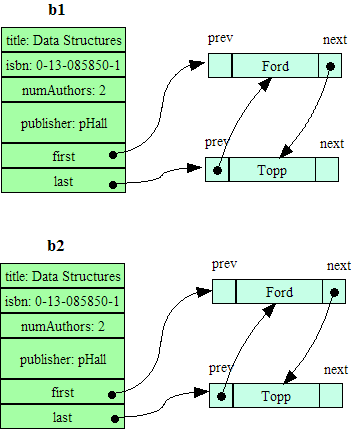 b1
title: Data Structures
isbn: 0-13-085850-1
numAuthors: 2
publisher: pHall
first
last
prev
next
Ford
prev
next
Topp
b2
title: Data Structures
isbn: 0-13-085850-1
numAuthors: 2
publisher: pHall
first
last
prev
next
Ford
prev
next
Topp